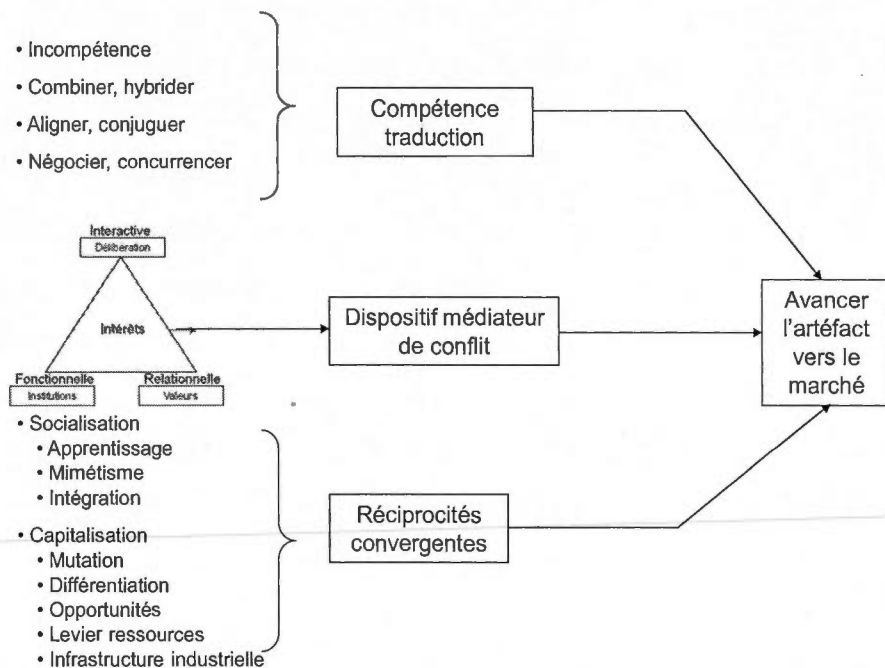 • Incompétence
• Combiner, hybrider
• Aligner, conjuguer
• Négocier, concurrencer
Compétence
traduction
Interactive
Délibération
Intérêts
Fonctionnelle
Institutions
Relationnelle
Valeurs
Dispositif médiateur
de conflit
Avancer
l'artéfact
vers le
marché
• Socialisation
• Apprentissage
• Mimétisme
• Intégration
• Capitalisation
• Mutation
• Différentiation
• Opportunités
• Levier ressources
• Infrastructure industrielle
Réciprocités
convergentes